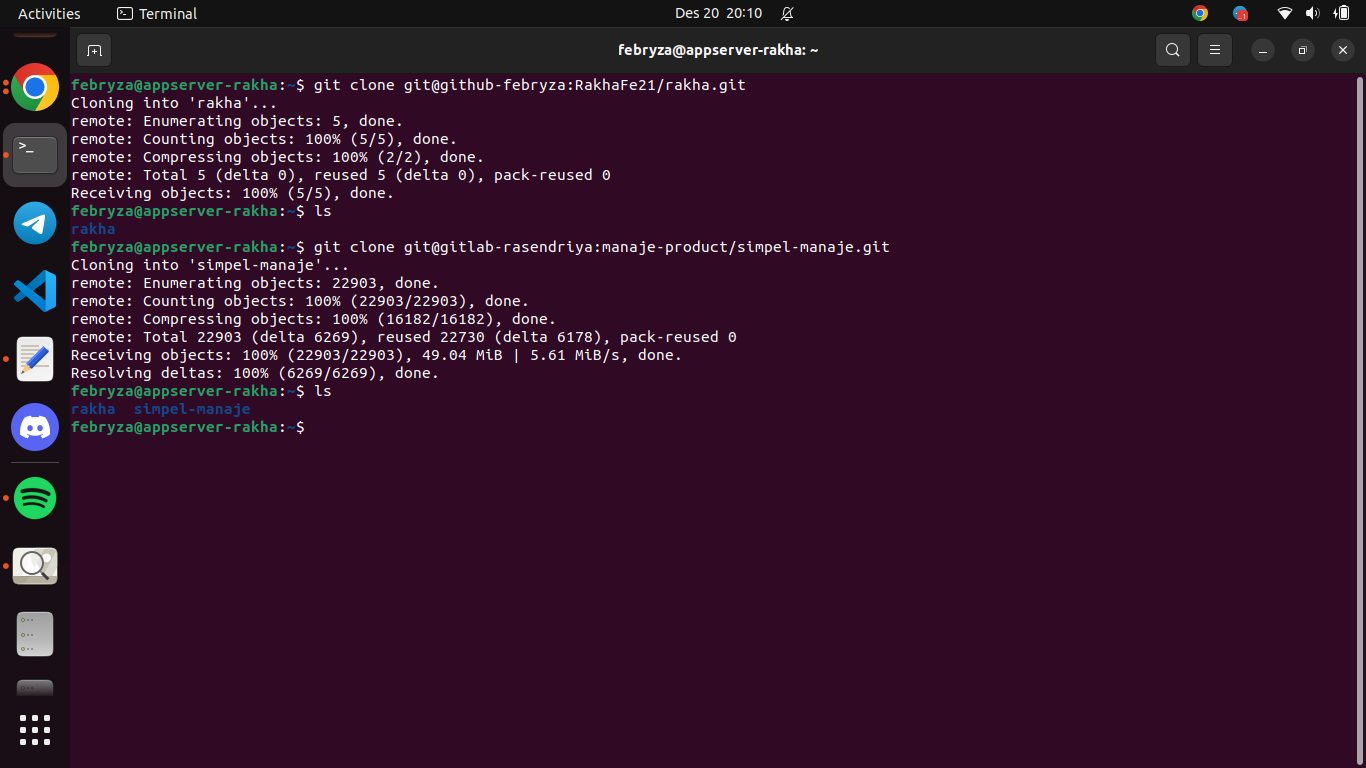 Activities
Terminal
Des 20 20:10
febryza@appserver-rakha: ~
febryza@appserver-rakha:~$ git clone git@github-febryza:RakhaFe21/rakha.git
Cloning into 'rakha'...
remote: Enumerating objects: 5, done.
remote: Counting objects: 100% (5/5), done.
remote: Compressing objects: 100% (2/2), done.
remote: Total 5 (delta 0), reused 5 (delta 0), pack-reused 0
Receiving objects: 100% (5/5), done.
febryza@appserver-rakha:~$ ls
rakha
febryza@appserver-rakha:~$ git clone git@gitlab-rasendriya:manaje-product/simpel-manaje.git
Cloning into 'simpel-manaje'...
remote: Enumerating objects: 22903, done.
remote: Counting objects: 100% (22903/22903), done.
remote: Compressing objects: 100% (16182/16182), done.
remote: Total 22903 (delta 6269), reused 22730 (delta 6178), pack-reused 0
Receiving objects: 100% (22903/22903), 49.04 MiB | 5.61 MiB/s, done.
Resolving deltas: 100% (6269/6269), done.
febryza@appserver-rakha:~$ ls
rakha  simpel-manaje
febryza@appserver-rakha:~$